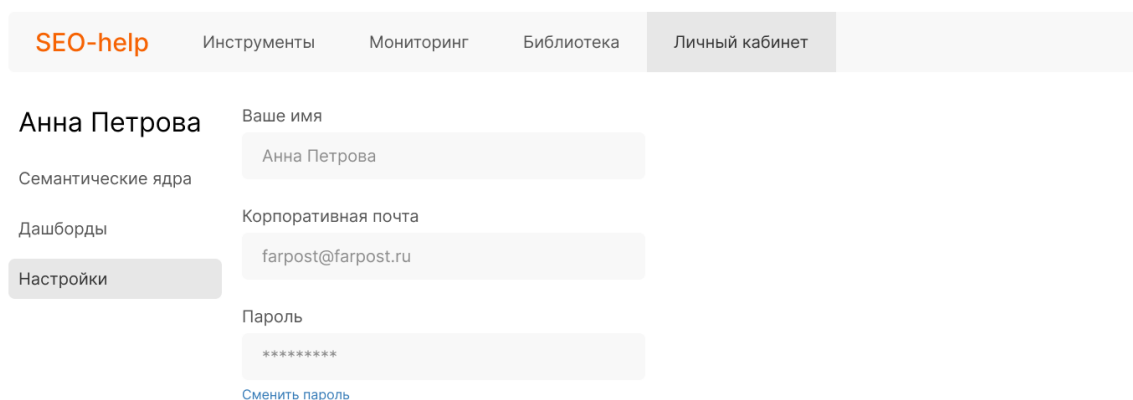 SEO-help Инструменты Мониторинг Библиотека Личный кабинет
Анна Петрова
Семантические ядра
Дашборды
Настройки
Ваше имя
Анна Петрова
Корпоративная почта
farpost@farpost.ru
Пароль
*********
Сменить пароль